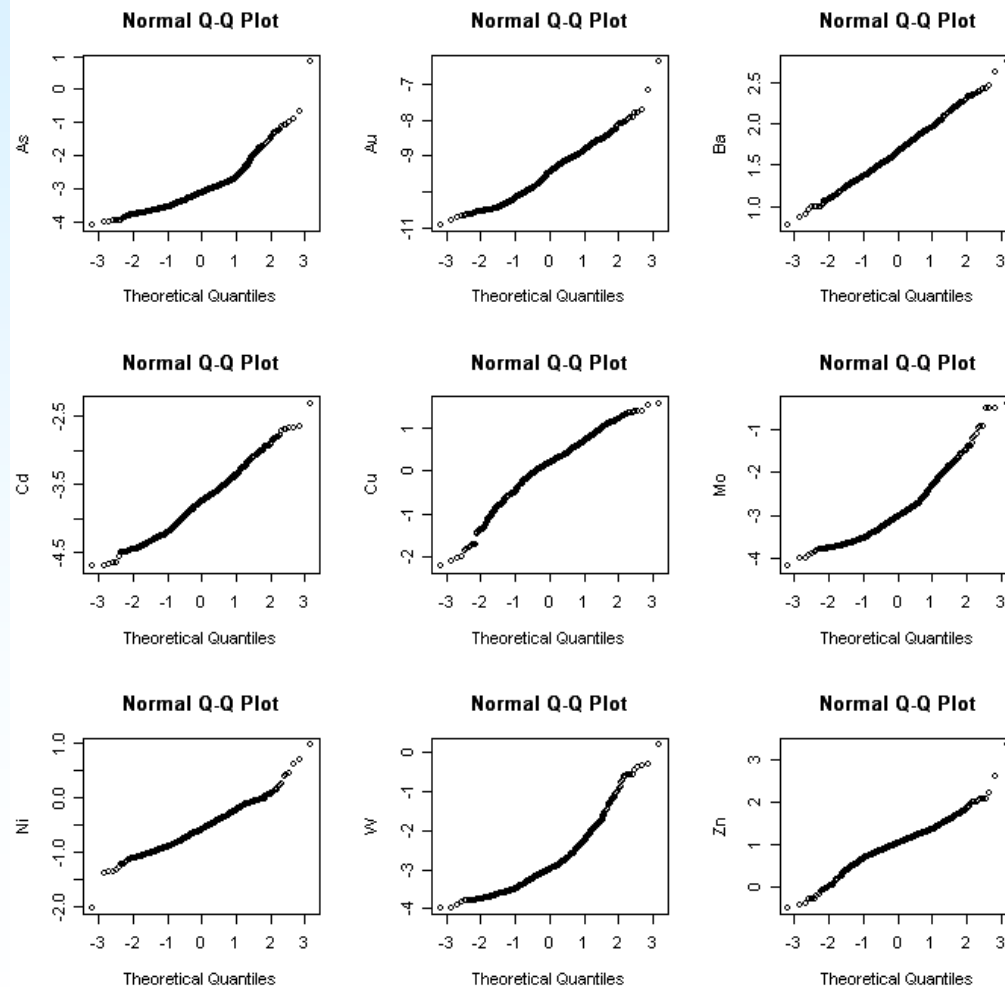 Normal Q-Q Plot
As
1
0
-1
-2
-3
-4
-3 -2 -1 0 1 2 3
Theoretical Quantiles
Normal Q-Q Plot
Au
-7
-8
-9
-11
-3 -2 -1 0 1 2 3
Theoretical Quantiles
Normal Q-Q Plot
Ba
2.5
2.0
1.5
1.0
-3 -2 -1 0 1 2 3
Theoretical Quantiles
Normal Q-Q Plot
Cd
-2.5
-3.5
-4.5
-3 -2 -1 0 1 2 3
Theoretical Quantiles
Normal Q-Q Plot
Cu
1
0
-1
-2
-3 -2 -1 0 1 2 3
Theoretical Quantiles
Normal Q-Q Plot
Mo
-1
-2
-3
-4
-3 -2 -1 0 1 2 3
Theoretical Quantiles
Normal Q-Q Plot
Ni
1.0
0.0
-1.0
-2.0
-3 -2 -1 0 1 2 3
Theoretical Quantiles
Normal Q-Q Plot
W
0
-1
-2
-3
-4
-3 -2 -1 0 1 2 3
Theoretical Quantiles
Normal Q-Q Plot
Zn
3
2
1
0
-3 -2 -1 0 1 2 3
Theoretical Quantiles